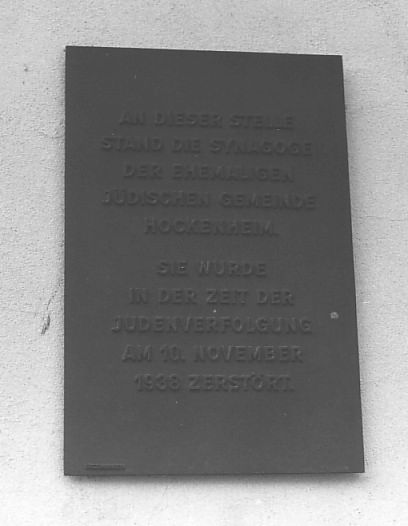 AN DIESER STELLE
STAND DIE SYNAGOGE
DER EHEMALIGEN
JÜDISCHEN GEMEINDE
HOCKENHEIM.
SIE WURDE
IN DER ZEIT DER
JUDENVERFOLGUNG
AM 10. NOVEMBER
1938 ZERSTÖRT.